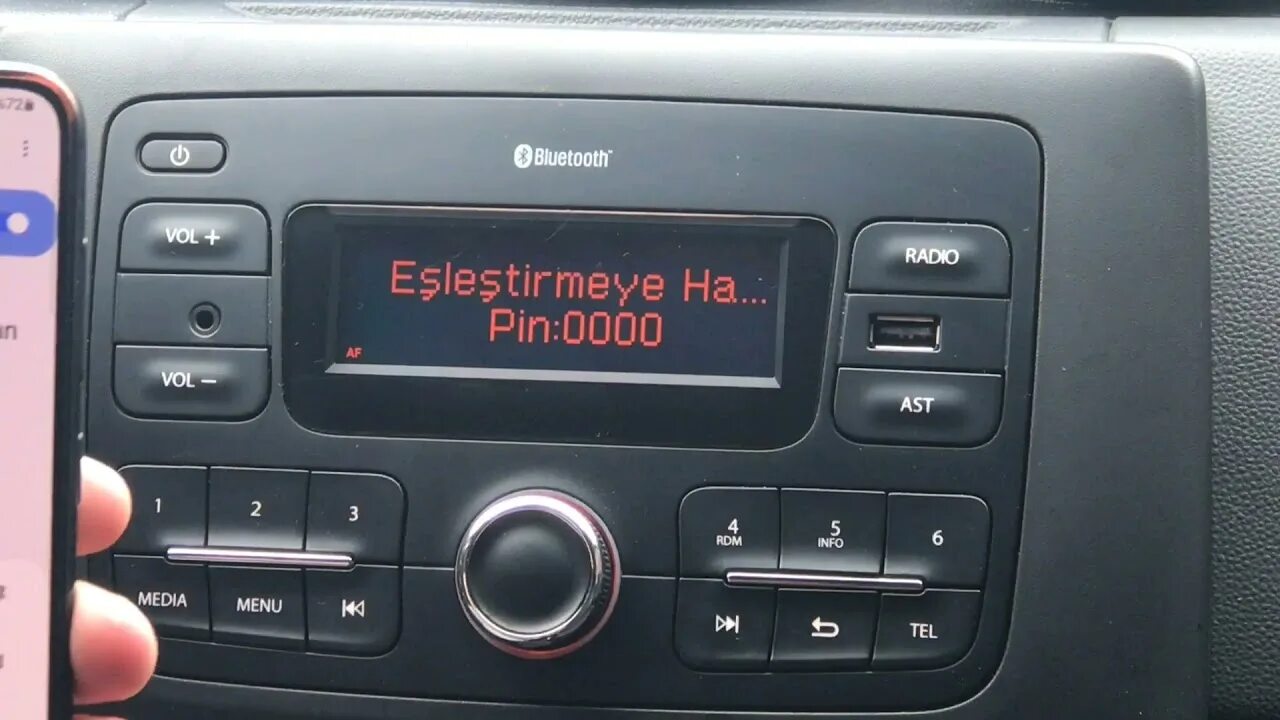 Bluetooth™
VOL +
RADIO
Eşleştirmeye Ha...
Pin:0000
AF
VOL −
AST
1
2
3
4
RDM
5
INFO
6
MEDIA
MENU
TEL